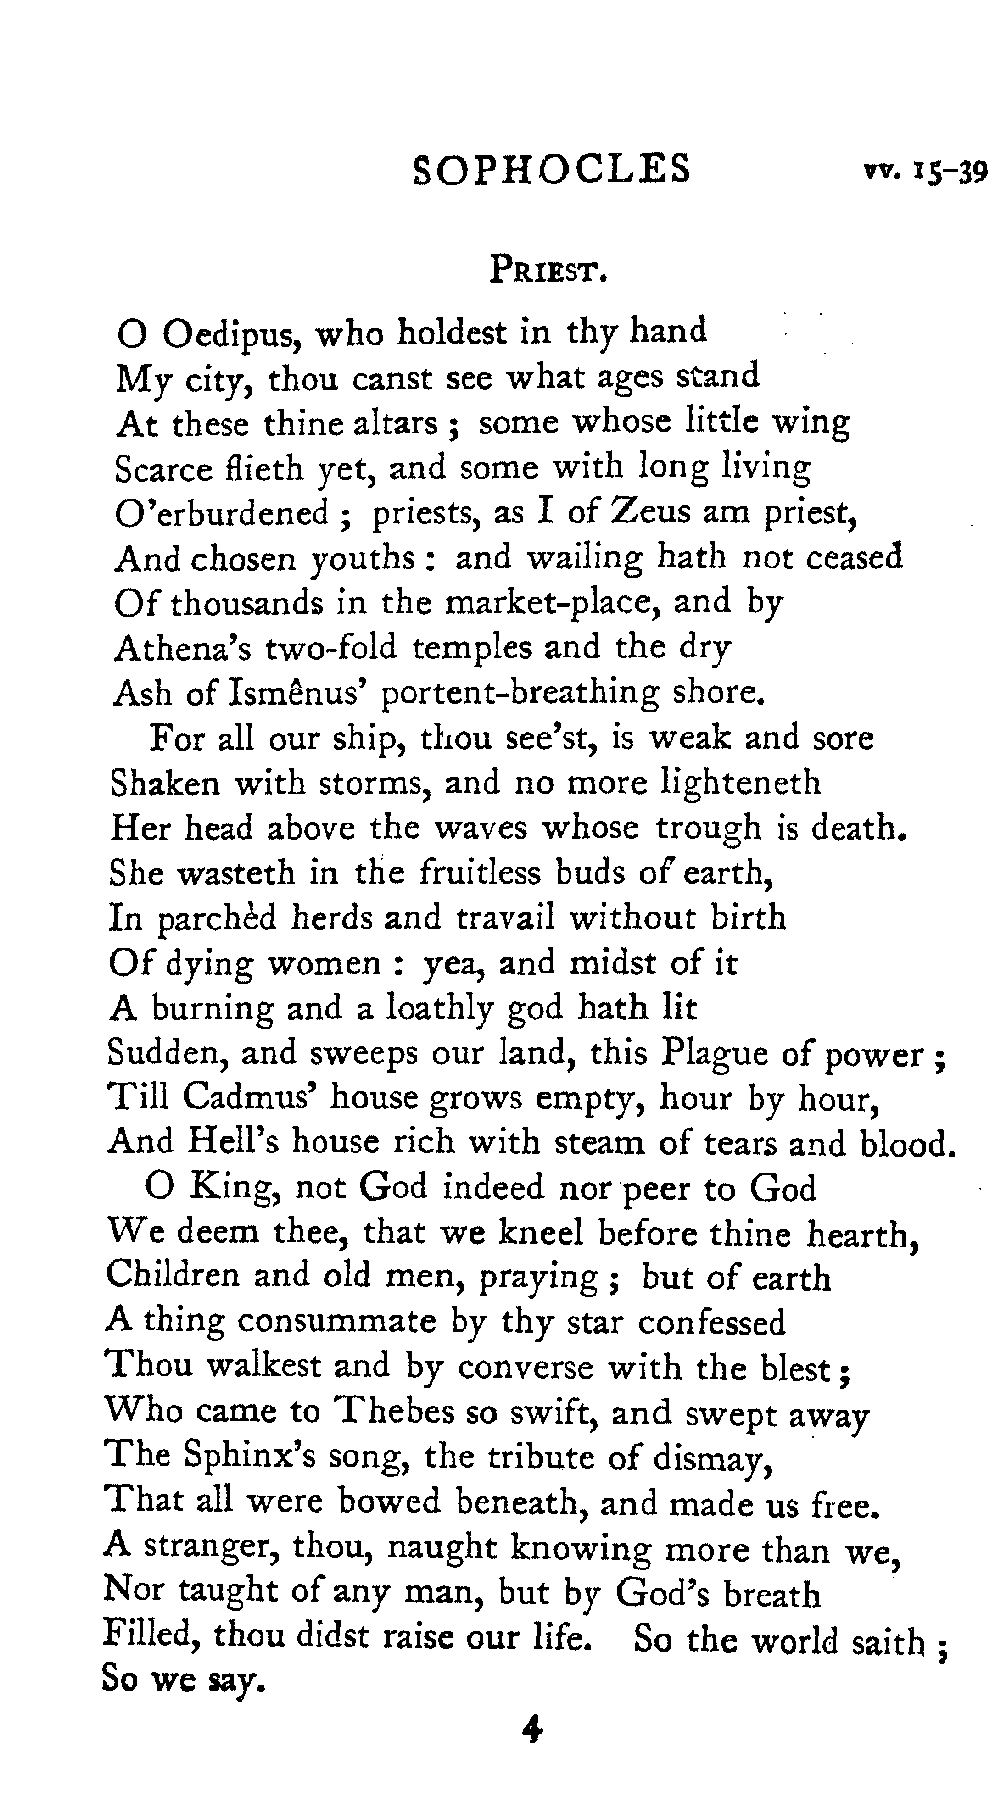 SOPHOCLES vv. 15–39
PRIEST.
O Oedipus, who holdest in thy hand
My city, thou canst see what ages stand
At these thine altars ; some whose little wing
Scarce flieth yet, and some with long living
O'erburdened ; priests, as I of Zeus am priest,
And chosen youths : and wailing hath not ceased
Of thousands in the market-place, and by
Athena's two-fold temples and the dry
Ash of Ismênus' portent-breathing shore.
For all our ship, thou see'st, is weak and sore
Shaken with storms, and no more lighteneth
Her head above the waves whose trough is death.
She wasteth in the fruitless buds of earth,
In parchèd herds and travail without birth
Of dying women : yea, and midst of it
A burning and a loathly god hath lit
Sudden, and sweeps our land, this Plague of power ;
Till Cadmus' house grows empty, hour by hour,
And Hell's house rich with steam of tears and blood.
O King, not God indeed nor peer to God
We deem thee, that we kneel before thine hearth,
Children and old men, praying ; but of earth
A thing consummate by thy star confessed
Thou walkest and by converse with the blest ;
Who came to Thebes so swift, and swept away
The Sphinx's song, the tribute of dismay,
That all were bowed beneath, and made us free.
A stranger, thou, naught knowing more than we,
Nor taught of any man, but by God's breath
Filled, thou didst raise our life. So the world saith ;
So we say.
4